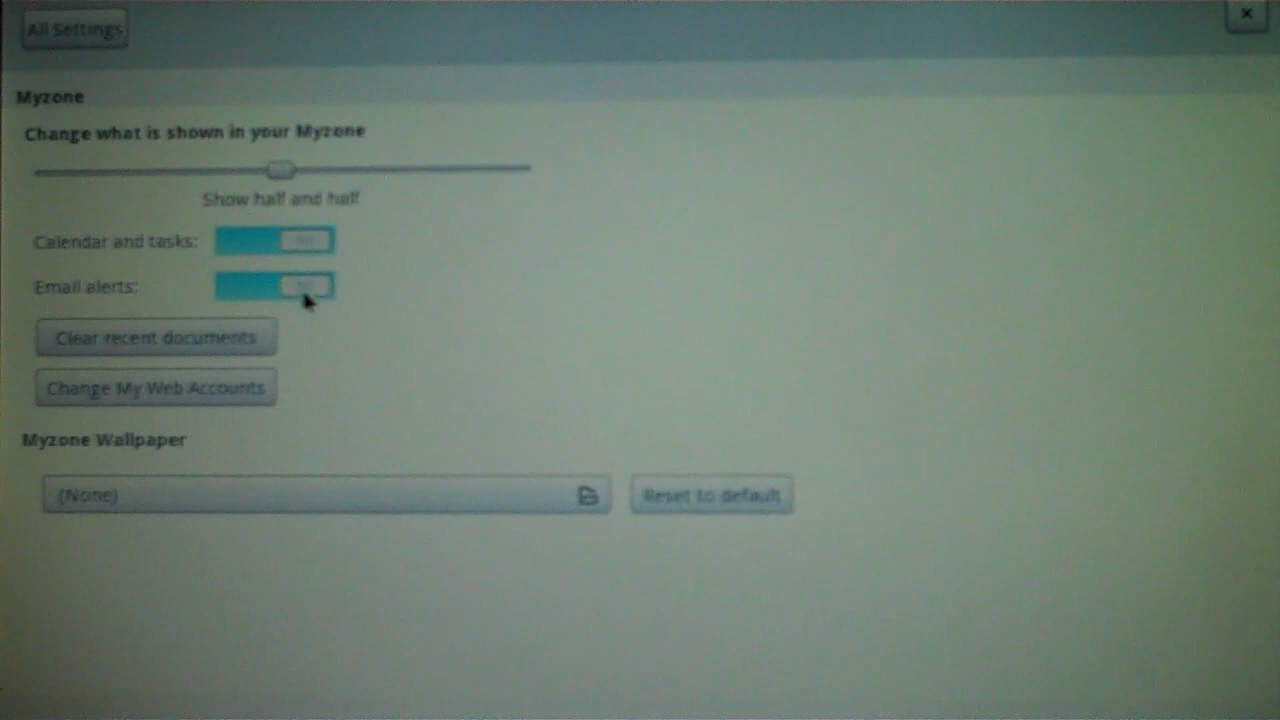 All Settings
Myzone
Change what is shown in your Myzone
Show half and half
Calendar and tasks:
Email alerts:
Clear recent documents
Change My Web Accounts
Myzone Wallpaper
(None)
Reset to default